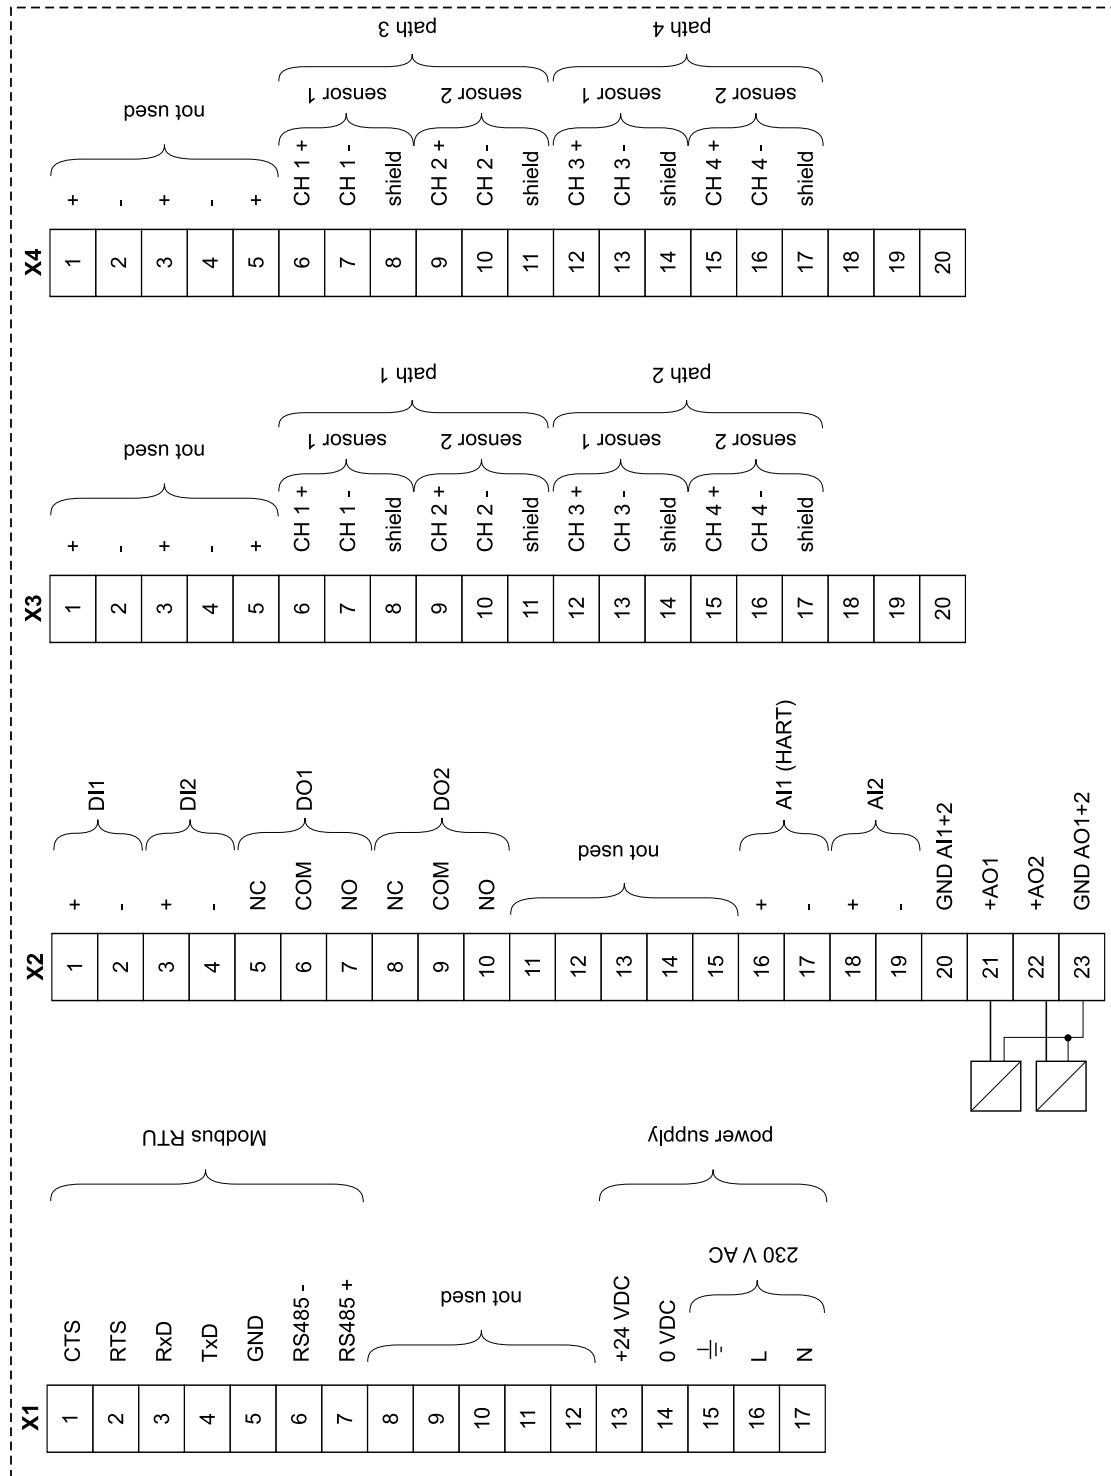 X1
1 CTS
2 RTS
3 RxD
4 TxD
5 GND
6 RS485 -
7 RS485 +
Modbus RTU
8
9
10
11
12
not used
13 +24 VDC
14 0 VDC
15
16 L
17 N
230 V AC
power supply
X2
1 +
2 -
DI1
3 +
4 -
DI2
5 NC
6 COM
7 NO
DO1
8 NC
9 COM
10 NO
DO2
11
12
13
14
15
not used
16 +
17 -
AI1 (HART)
18 +
19 -
AI2
20 GND AI1+2
21 +AO1
22 +AO2
23 GND AO1+2
X3
1 +
2 -
3 +
4 -
5 +
not used
6 CH 1 +
7 CH 1 -
8 shield
sensor 1
9 CH 2 +
10 CH 2 -
11 shield
sensor 2
path 1
12 CH 3 +
13 CH 3 -
14 shield
sensor 1
15 CH 4 +
16 CH 4 -
17 shield
sensor 2
path 2
18
19
20
X4
1 +
2 -
3 +
4 -
5 +
not used
6 CH 1 +
7 CH 1 -
8 shield
sensor 1
9 CH 2 +
10 CH 2 -
11 shield
sensor 2
path 3
12 CH 3 +
13 CH 3 -
14 shield
sensor 1
15 CH 4 +
16 CH 4 -
17 shield
sensor 2
path 4
18
19
20